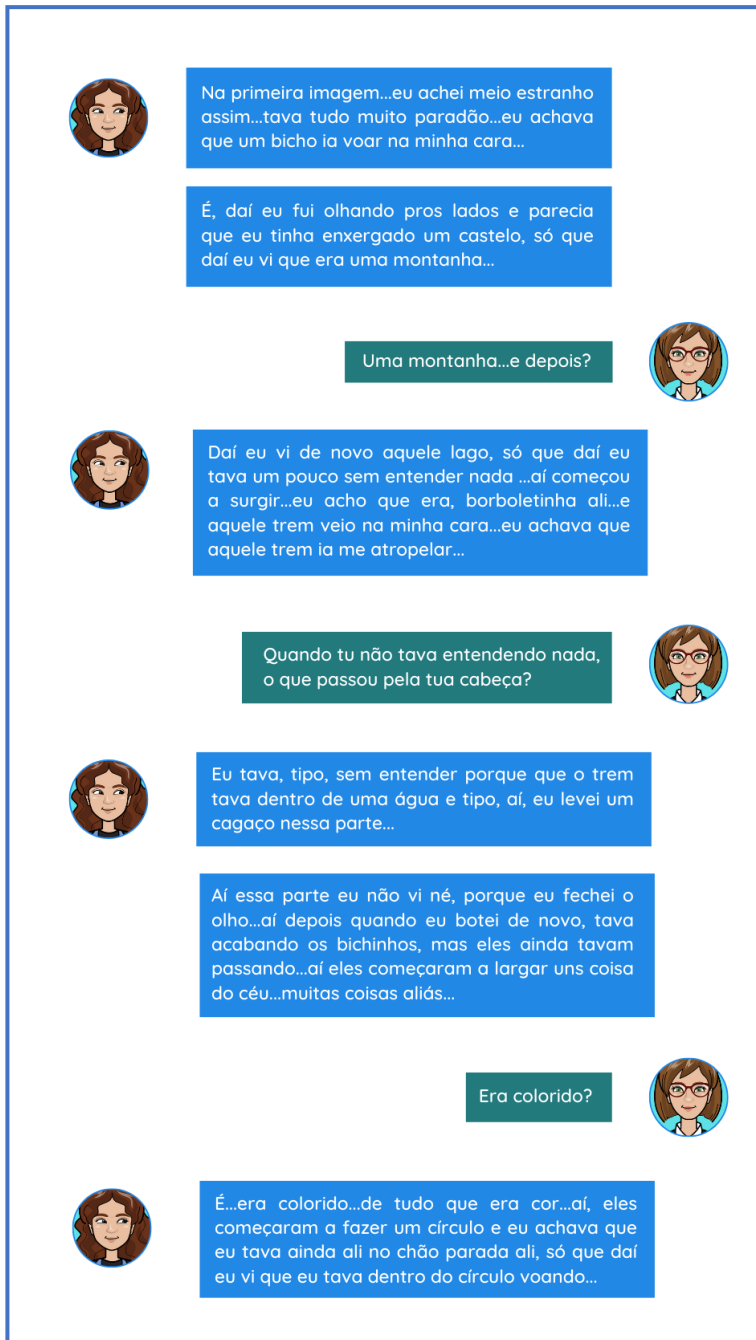 Na primeira imagem...eu achei meio estranho
assim...tava tudo muito paradão...eu achava
que um bicho ia voar na minha cara...
É, daí eu fui olhando pros lados e parecia
que eu tinha enxergado um castelo, só que
daí eu vi que era uma montanha...
Uma montanha...e depois?
Daí eu vi de novo aquele lago, só que daí eu
tava um pouco sem entender nada ...aí começou
a surgir...eu acho que era, borboletinha ali...e
aquele trem veio na minha cara...eu achava que
aquele trem ia me atropelar...
Quando tu não tava entendendo nada,
o que passou pela tua cabeça?
Eu tava, tipo, sem entender porque que o trem
tava dentro de uma água e tipo, aí, eu levei um
cagaço nessa parte...
Aí essa parte eu não vi né, porque eu fechei o
olho...aí depois quando eu botei de novo, tava
acabando os bichinhos, mas eles ainda tavam
passando...aí eles começaram a largar uns coisa
do céu...muitas coisas aliás...
Era colorido?
É...era colorido...de tudo que era cor...aí, eles
começaram a fazer um círculo e eu achava que
eu tava ainda ali no chão parada ali, só que daí
eu vi que eu tava dentro do círculo voando...